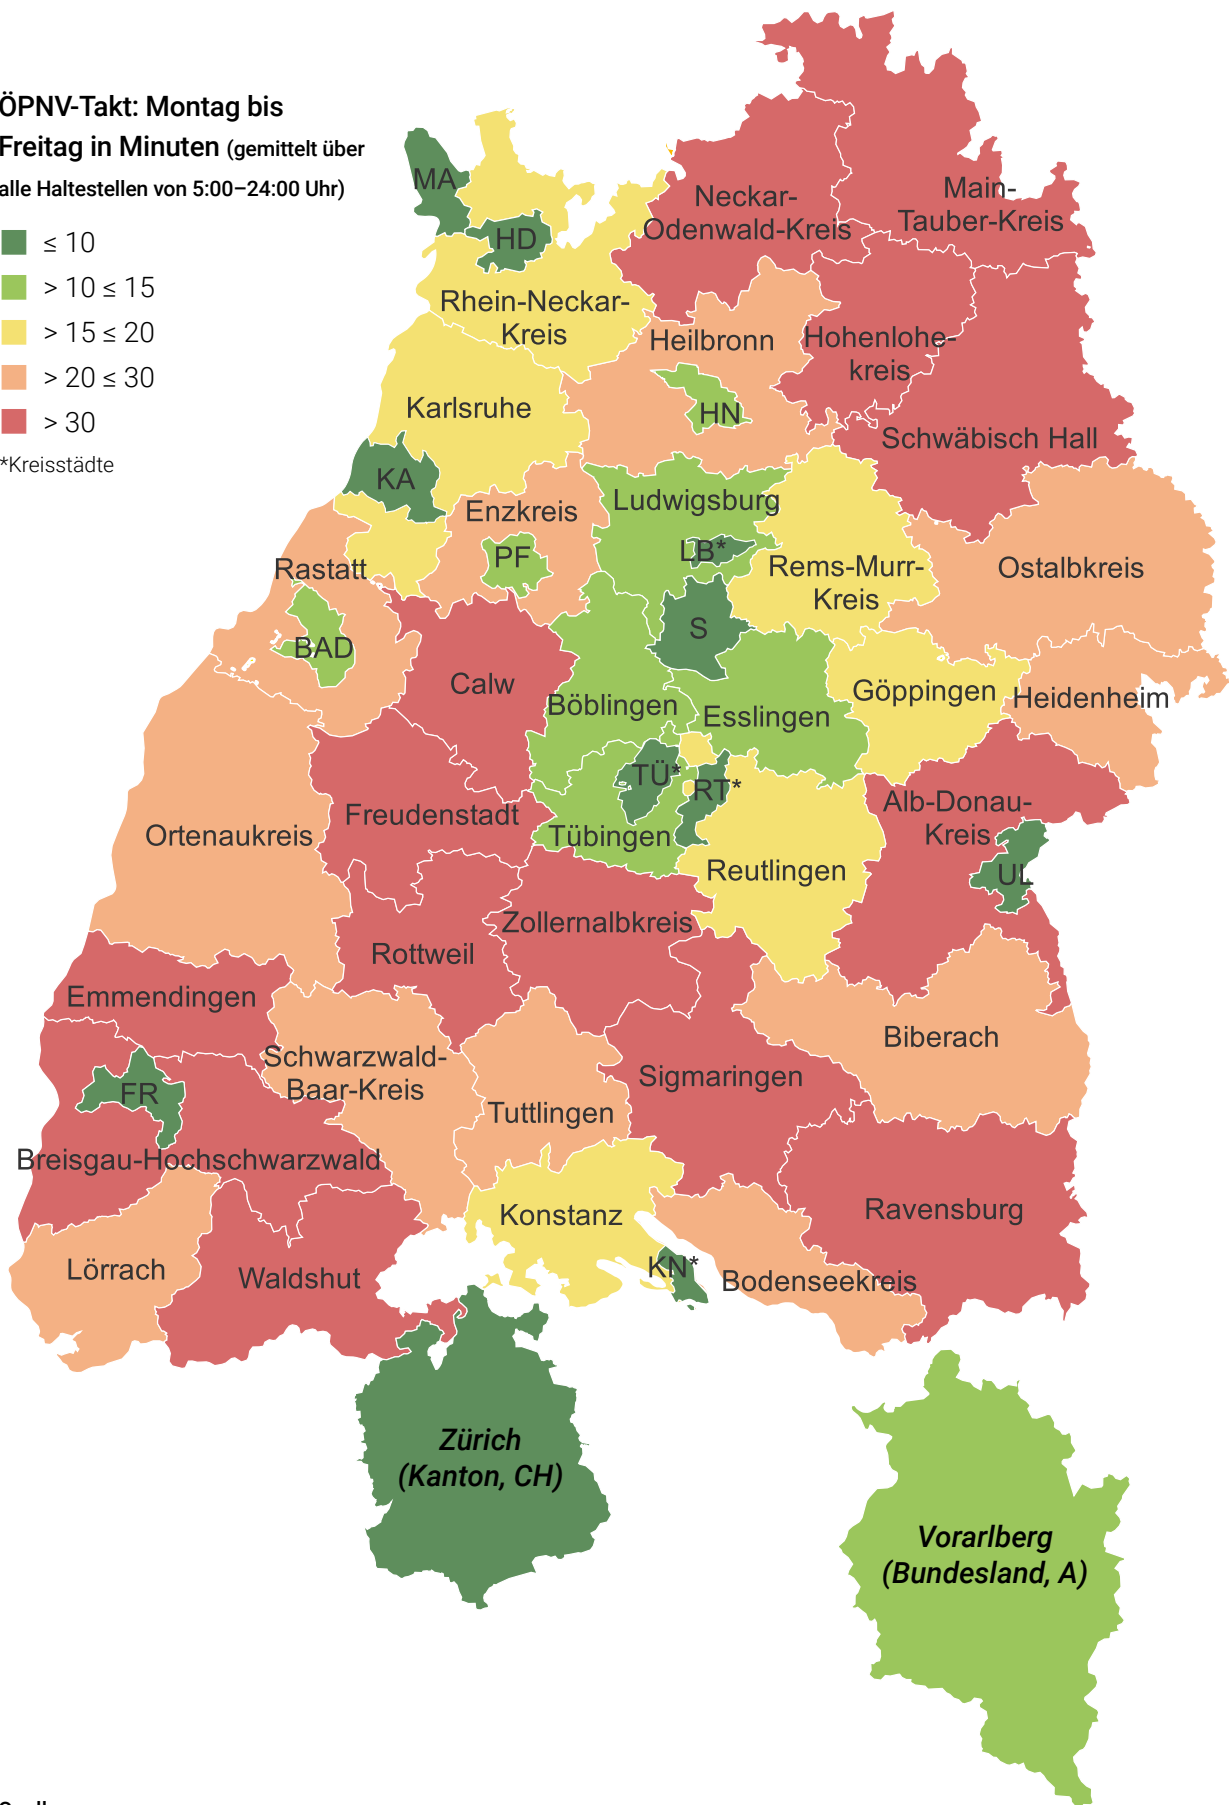 ÖPNV-Takt: Montag bis
Freitag in Minuten (gemittelt über
alle Haltestellen von 5:00–24:00 Uhr)
≤ 10
> 10 ≤ 15
> 15 ≤ 20
> 20 ≤ 30
> 30
*Kreisstädte
MA
HD
Neckar-
Odenwald-Kreis
Main-
Tauber-Kreis
Rhein-Neckar-
Kreis
Heilbronn
Hohenlohe-
kreis
Karlsruhe
HN
Schwäbisch Hall
KA
Enzkreis
Ludwigsburg
PF
LB*
Rastatt
Rems-Murr-
Kreis
Ostalbkreis
S
BAD
Calw
Böblingen
Esslingen
Göppingen
Heidenheim
TÜ*
RT*
Alb-Donau-
Kreis
Freudenstadt
Ortenaukreis
Tübingen
Reutlingen
UL
Zollernalbkreis
Rottweil
Emmendingen
Biberach
Schwarzwald-
Baar-Kreis
Sigmaringen
FR
Tuttlingen
Breisgau-Hochschwarzwald
Konstanz
Ravensburg
Lörrach
Waldshut
KN*
Bodenseekreis
Zürich
(Kanton, CH)
Vorarlberg
(Bundesland, A)